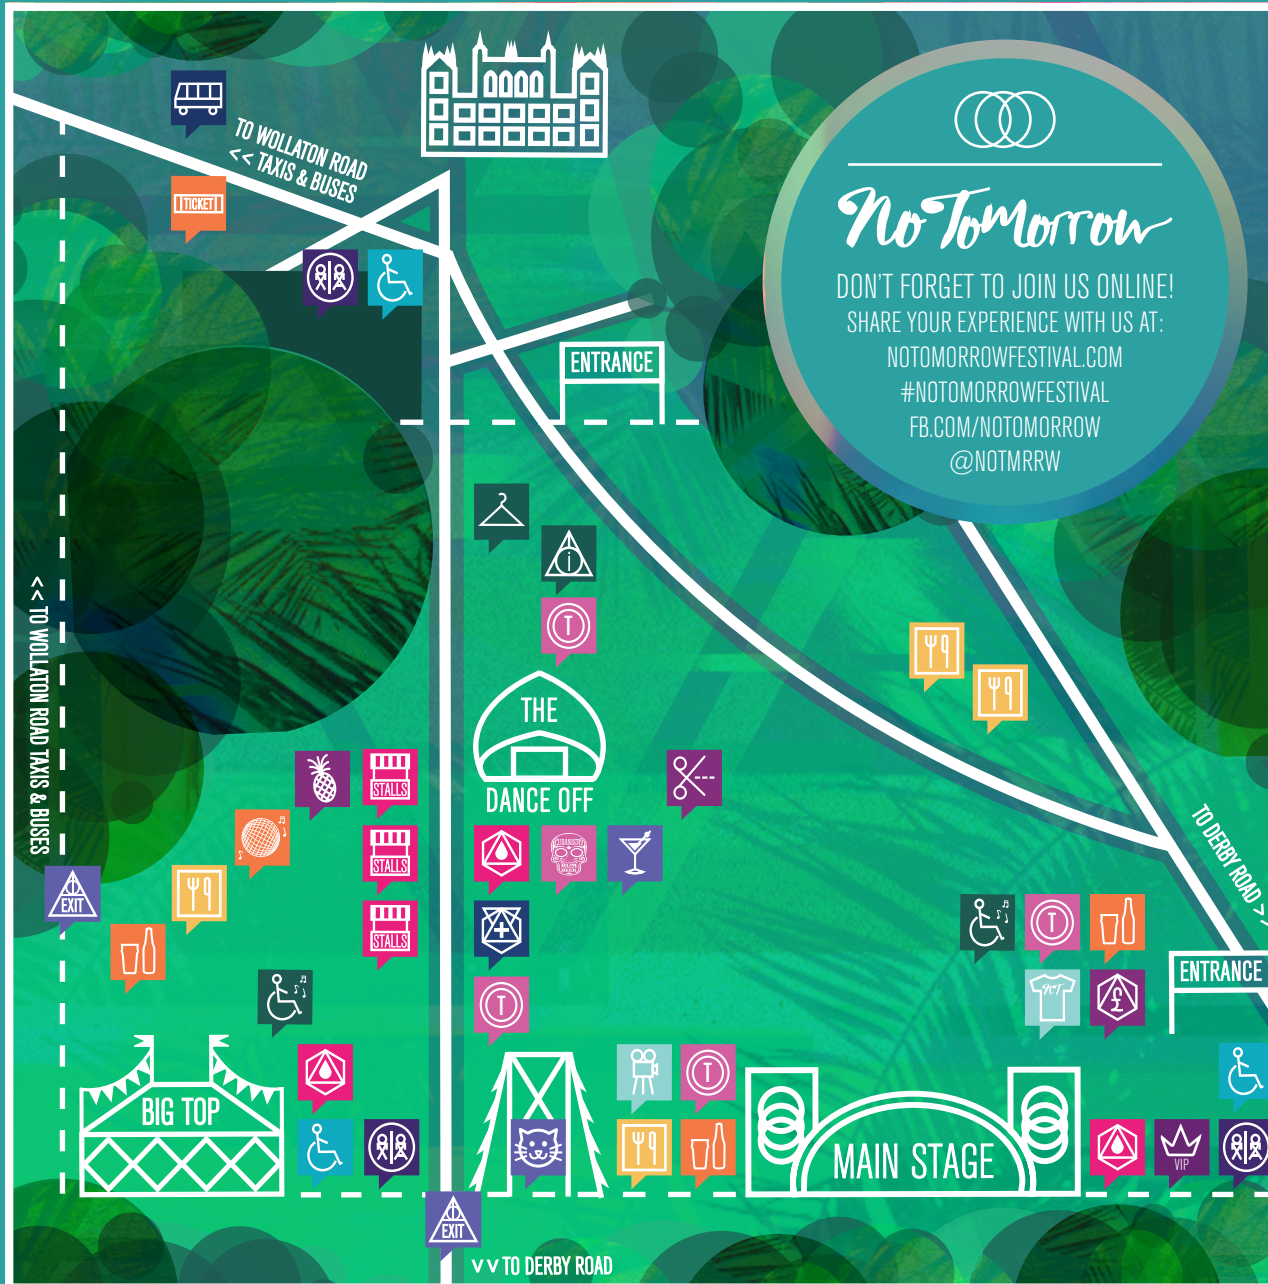 TO WOLLATON ROAD
<< TAXIS & BUSES
TICKET
No Tomorrow
DON'T FORGET TO JOIN US ONLINE!
SHARE YOUR EXPERIENCE WITH US AT:
NOTOMORROWFESTIVAL.COM
#NOTOMORROWFESTIVAL
FB.COM/NOTOMORROW
@NOTMRRW
ENTRANCE
i
T
<< TO WOLLATON ROAD TAXIS & BUSES
THE
DANCE OFF
STALLS
STALLS
STALLS
CUBANISTO
TO DERBY ROAD >>
EXIT
T
T
NT
£
ENTRANCE
T
BIG TOP
MAIN STAGE
VIP
EXIT
V V TO DERBY ROAD